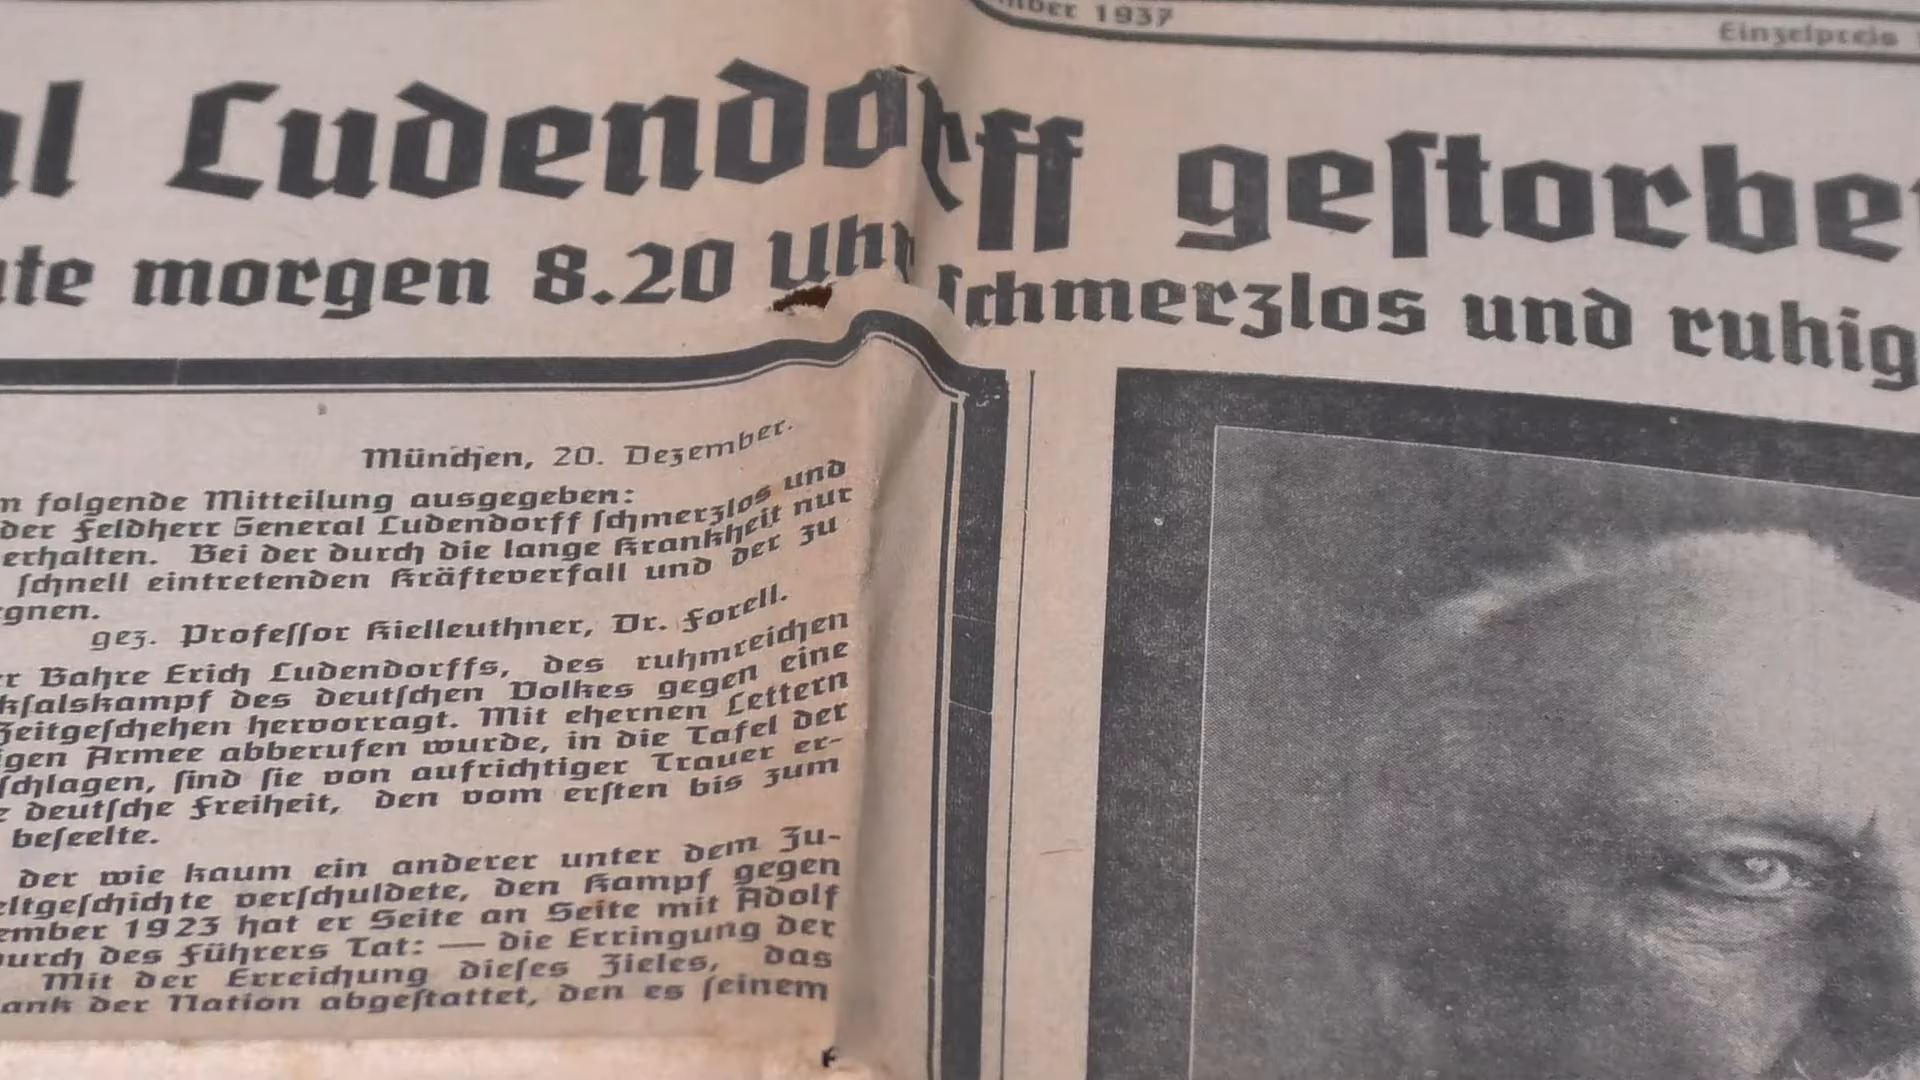 mber 1937
Einzelpreis
al Ludendorff geſtorben
ute morgen 8.20 Uhr ſchmerzlos und ruhig
München, 20. Dezember.
m folgende Mitteilung ausgegeben:
der Feldherr General Ludendorff ſchmerzlos und
erhalten. Bei der durch die lange Krankheit nur
ſchnell eintretenden Kräfteverfall und der zu
gnen.
gez. Profeſſor Kielleuthner, Dr. Forell.
r Bahre Erich Ludendorffs, des ruhmreichen
kſalskampf des deutſchen Volkes gegen eine
Zeitgeſchehen hervorragt. Mit ehernen Lettern
igen Armee abberufen wurde, in die Tafel der
ſchlagen, ſind ſie von aufrichtiger Trauer er-
e deutſche Freiheit, den vom erſten bis zum
beſeelte.
der wie kaum ein anderer unter dem Zu-
eltgeſchichte verſchuldete, den Kampf gegen
ember 1923 hat er Seite an Seite mit Adolf
durch des Führers Tat: — die Erringung der
Mit der Erreichung dieſes Zieles, das
ank der Nation abgeſtattet, den es ſeinem